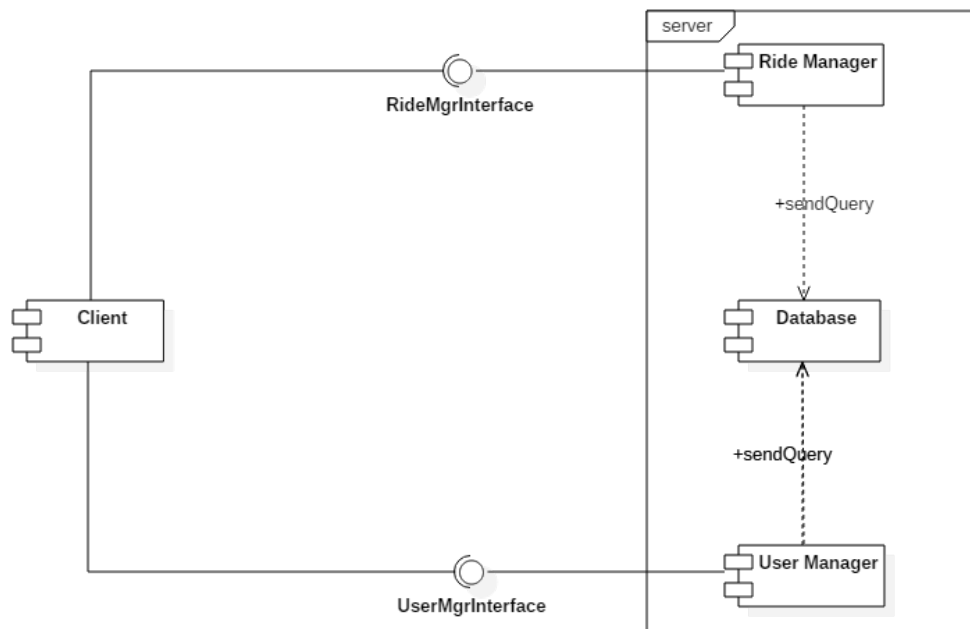 server
Ride Manager
RideMgrInterface
+sendQuery
Client
Database
+sendQuery
User Manager
UserMgrInterface